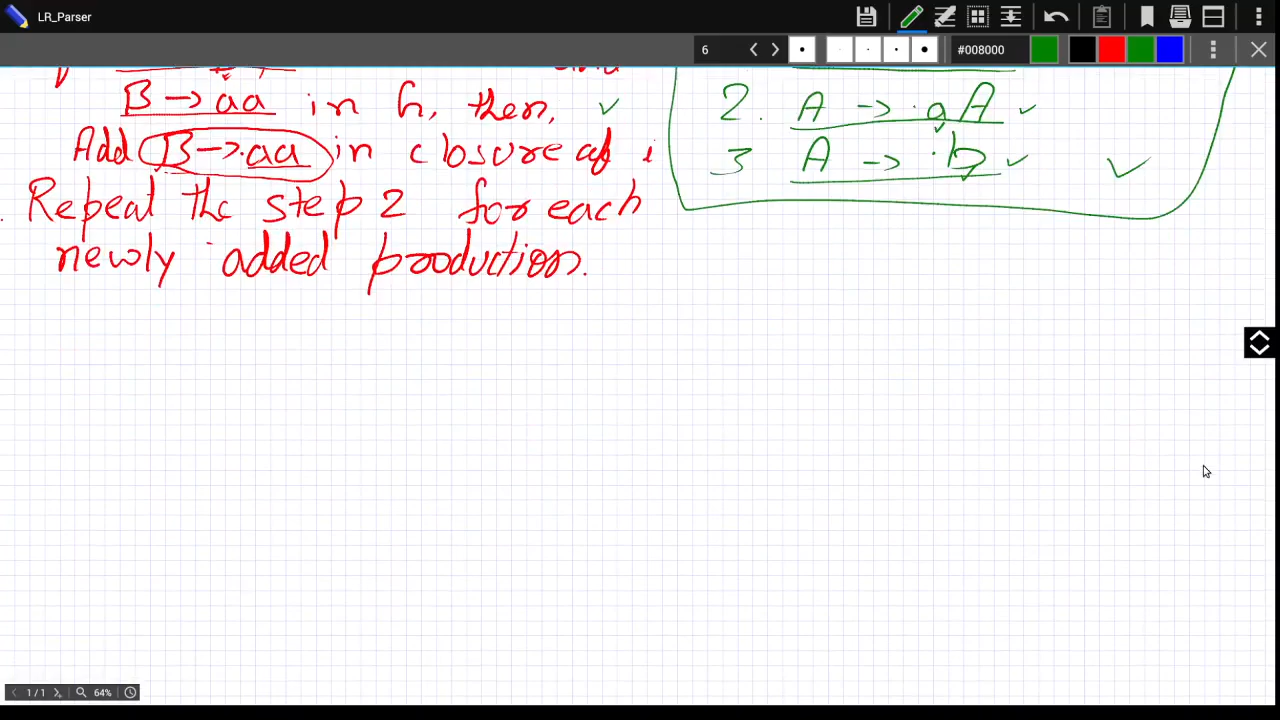 LR_Parser
6
#008000
B → aa in G, then,
Add B → .aa in closure of i
Repeat the step 2 for each
newly added production.
2. A → .aA
3 A → .b
1/1
64%